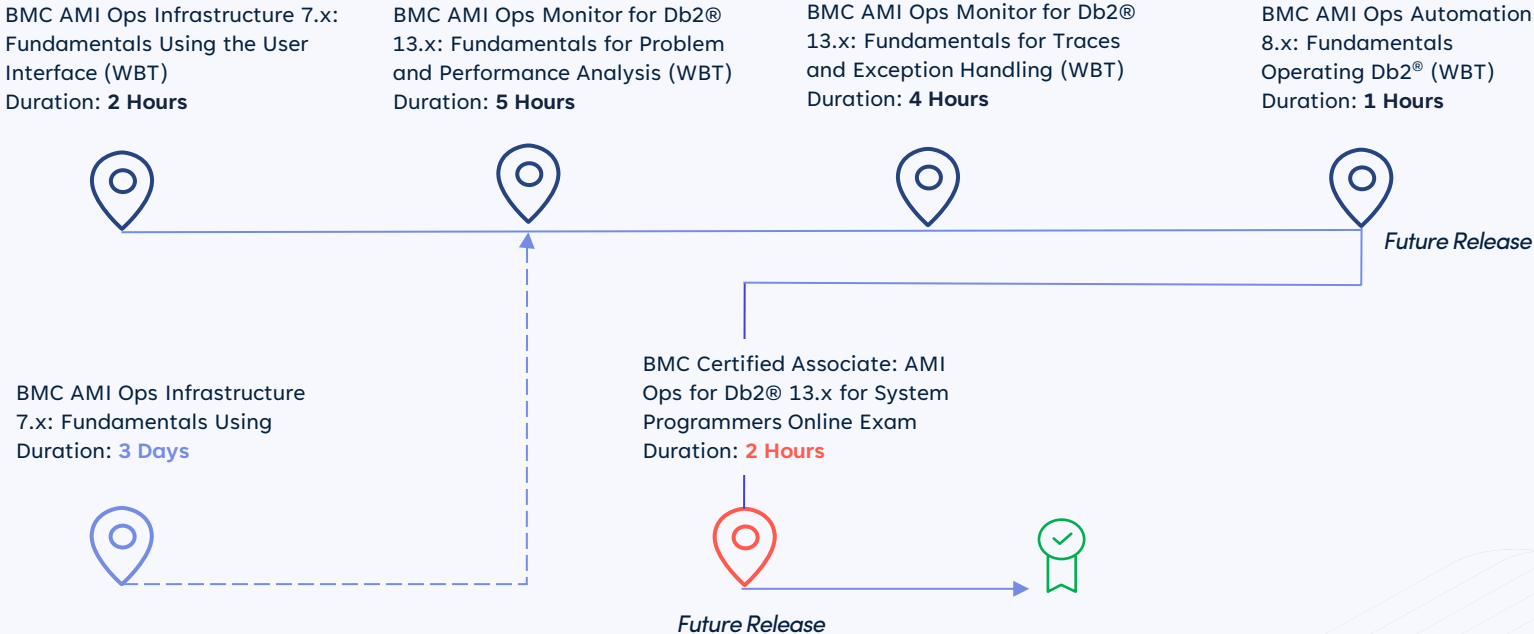 BMC AMI Ops Infrastructure 7.x:
Fundamentals Using the User
Interface (WBT)
Duration: 2 Hours
BMC AMI Ops Monitor for Db2®
13.x: Fundamentals for Problem
and Performance Analysis (WBT)
Duration: 5 Hours
BMC AMI Ops Monitor for Db2®
13.x: Fundamentals for Traces
and Exception Handling (WBT)
Duration: 4 Hours
BMC AMI Ops Automation
8.x: Fundamentals
Operating Db2® (WBT)
Duration: 1 Hours
Future Release
BMC AMI Ops Infrastructure
7.x: Fundamentals Using
Duration: 3 Days
BMC Certified Associate: AMI
Ops for Db2® 13.x for System
Programmers Online Exam
Duration: 2 Hours
Future Release